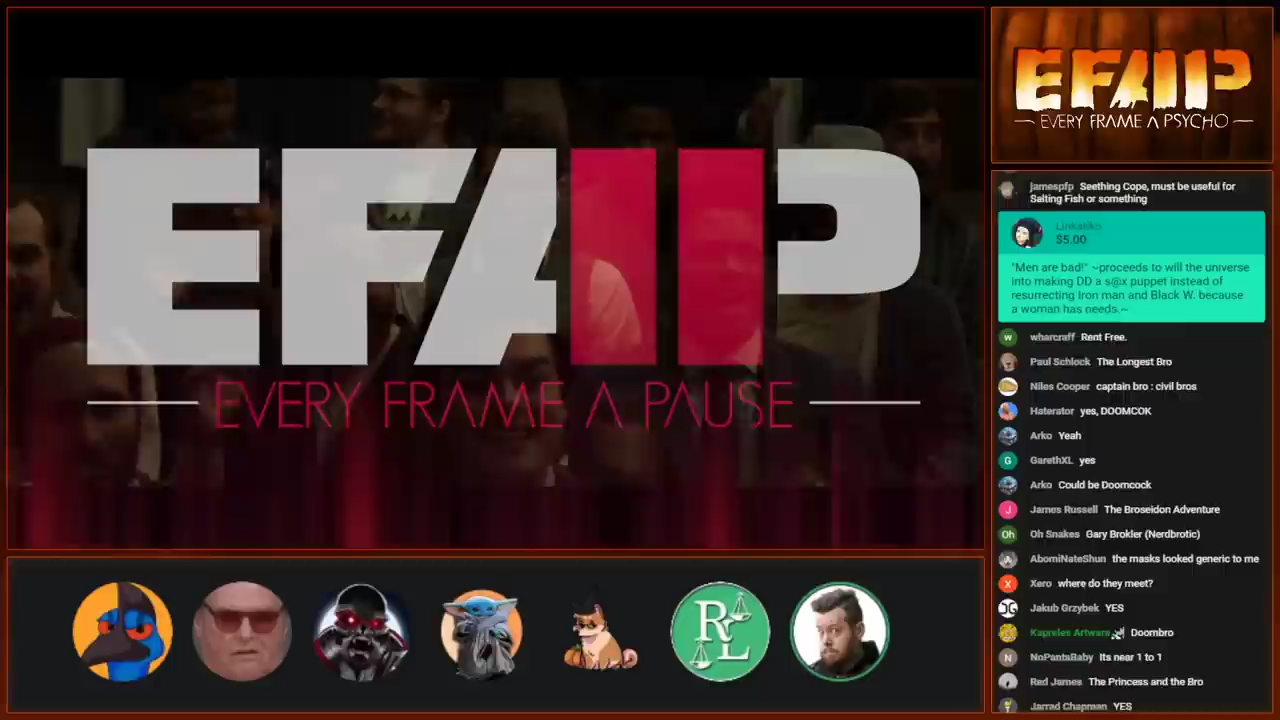 EFAP
EVERY FRAME A PAUSE
EFAP
EVERY FRAME A PSYCHO
jamespfp Seething Cope, must be useful for
Salting Fish or something
$5.00
"Men are bad!" ~proceeds to will the universe
into making DD a s@x puppet instead of
resurrecting Iron man and Black W. because
a woman has needs.~
w wharcraff Rent Free.
Paul Schlock The Longest Bro
Niles Cooper captain bro : civil bros
Haterator yes, DOOMCOK
Arko Yeah
G GarethXL yes
Arko Could be Doomcock
J James Russell The Broseidon Adventure
Oh Oh Snakes Gary Brokler (Nerdbrotic)
AbomiNateShun the masks looked generic to me
X Xero where do they meet?
Jakub Grzybek YES
Kapreles Artwars Doombro
N NoPantsBaby Its near 1 to 1
Red James The Princess and the Bro
Jarrad Chapman YES
RCL